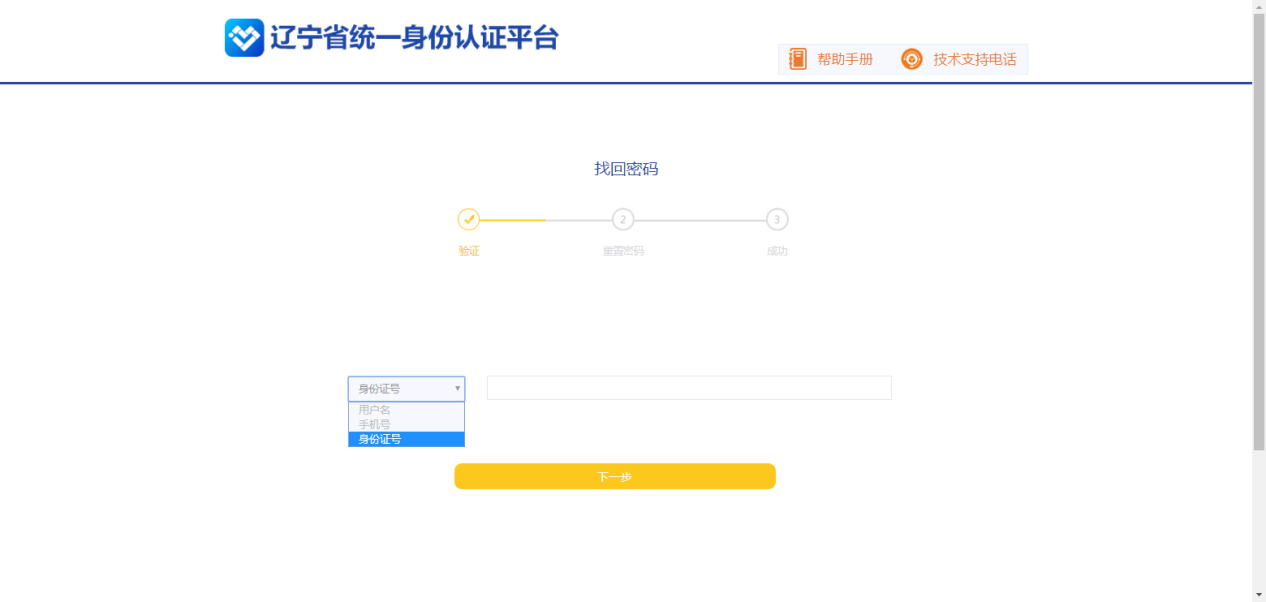 辽宁省统一身份认证平台
帮助手册 技术支持电话
找回密码
2 3
验证 重置密码 成功
身份证号
用户名
手机号
身份证号
下一步